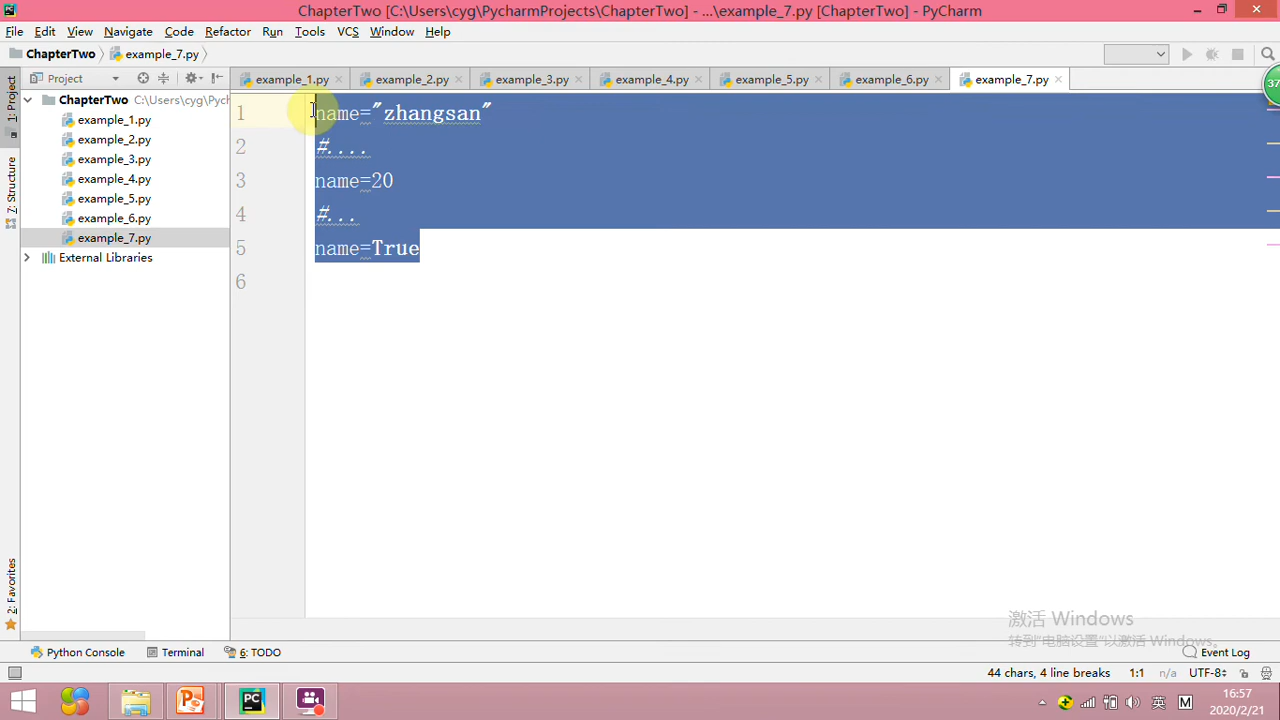 ChapterTwo [C:\Users\cyg\PycharmProjects\ChapterTwo] - ...\example_7.py [ChapterTwo] - PyCharm
File Edit View Navigate Code Refactor Run Tools VCS Window Help
ChapterTwo example_7.py
Project
example_1.py example_2.py example_3.py example_4.py example_5.py example_6.py example_7.py
1: Project
7: Structure
2: Favorites
ChapterTwo C:\Users\cyg\Pych
example_1.py
example_2.py
example_3.py
example_4.py
example_5.py
example_6.py
example_7.py
External Libraries
1 name="zhangsan"
2 #....
3 name=20
4 #...
5 name=True
6
37
激活 Windows
转到"电脑设置"以激活 Windows。
Python Console Terminal 6: TODO Event Log
44 chars, 4 line breaks 1:1 n/a UTF-8
PC 英 M
16:57
2020/2/21